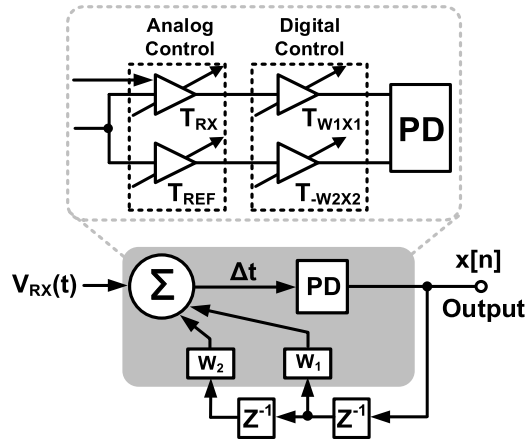 Analog Digital
Control Control
T_RX T_W1X1
PD
T_REF T_-W2X2
V_RX(t) Σ Δt PD x[n]
Output
W_2 W_1
Z^-1 Z^-1